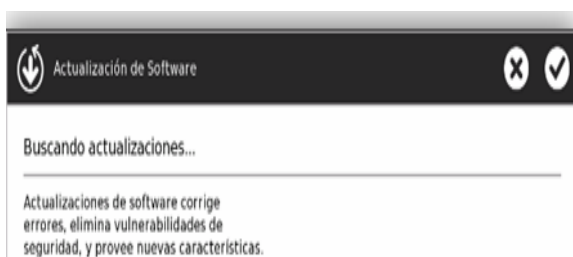 Actualización de Software
Buscando actualizaciones...
Actualizaciones de software corrige
errores, elimina vulnerabilidades de
seguridad, y provee nuevas características.